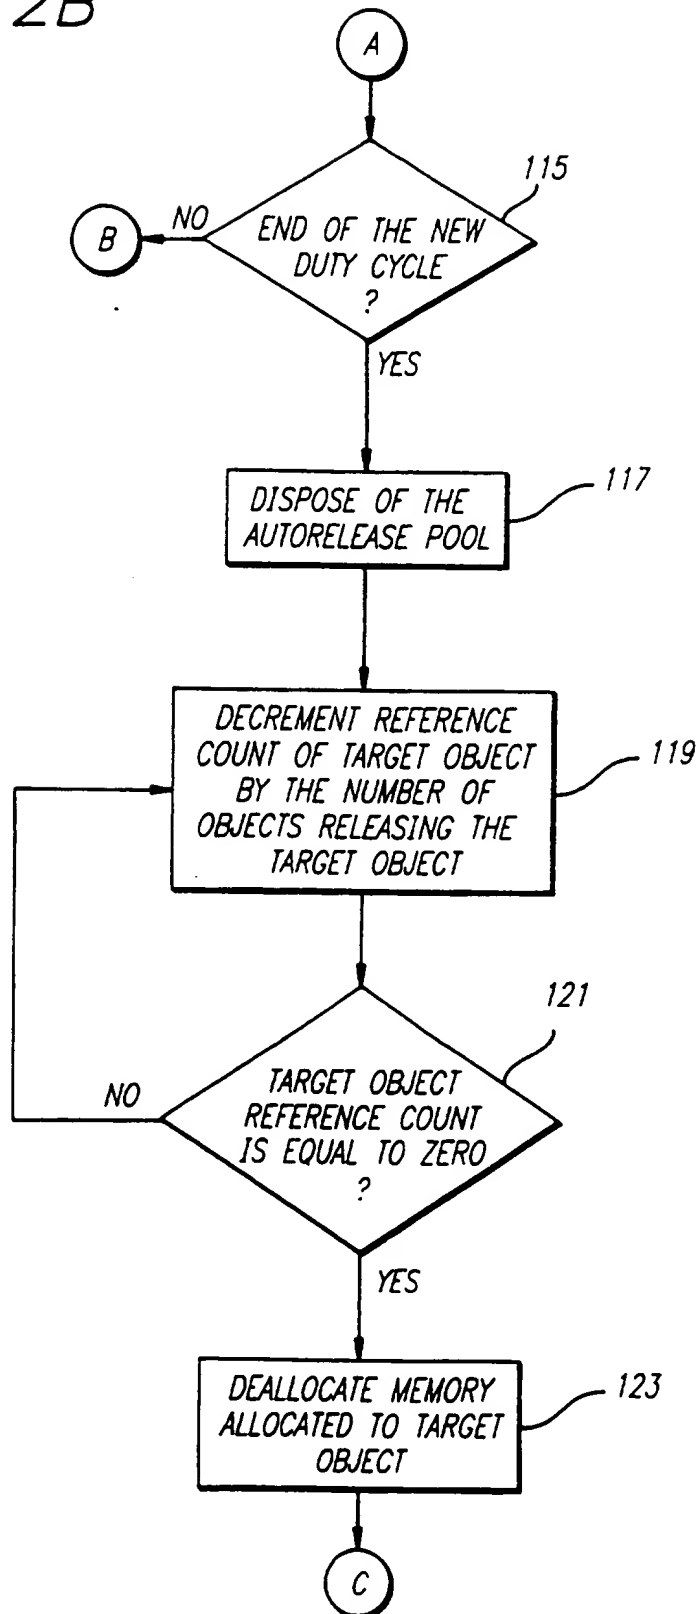 2B
A
115
NO
B
END OF THE NEW
DUTY CYCLE
?
YES
DISPOSE OF THE
AUTORELEASE POOL
117
DECREMENT REFERENCE
COUNT OF TARGET OBJECT
BY THE NUMBER OF
OBJECTS RELEASING THE
TARGET OBJECT
119
121
NO
TARGET OBJECT
REFERENCE COUNT
IS EQUAL TO ZERO
?
YES
DEALLOCATE MEMORY
ALLOCATED TO TARGET
OBJECT
123
C